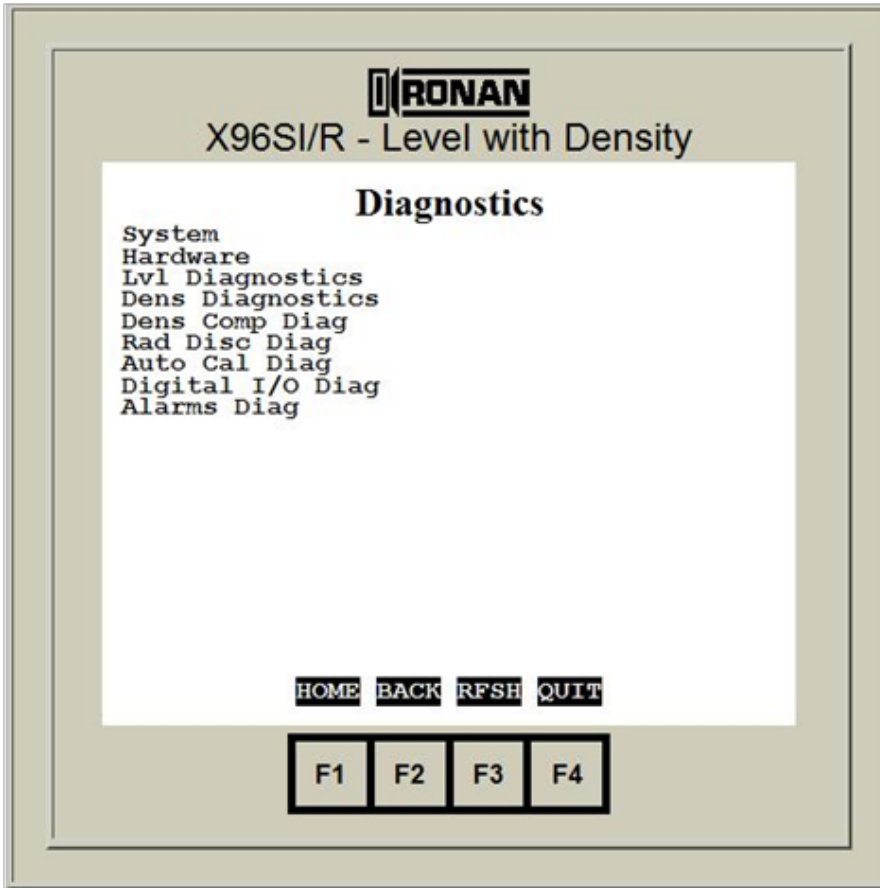 RONAN
X96SI/R - Level with Density
Diagnostics
System
Hardware
Lvl Diagnostics
Dens Diagnostics
Dens Comp Diag
Rad Disc Diag
Auto Cal Diag
Digital I/O Diag
Alarms Diag
HOME BACK RFSH QUIT
F1 F2 F3 F4